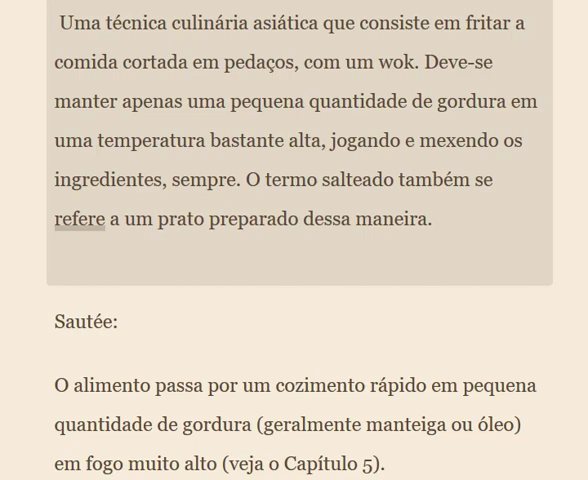 Uma técnica culinária asiática que consiste em fritar a
comida cortada em pedaços, com um wok. Deve-se
manter apenas uma pequena quantidade de gordura em
uma temperatura bastante alta, jogando e mexendo os
ingredientes, sempre. O termo salteado também se
refere a um prato preparado dessa maneira.
Sautée:
O alimento passa por um cozimento rápido em pequena
quantidade de gordura (geralmente manteiga ou óleo)
em fogo muito alto (veja o Capítulo 5).